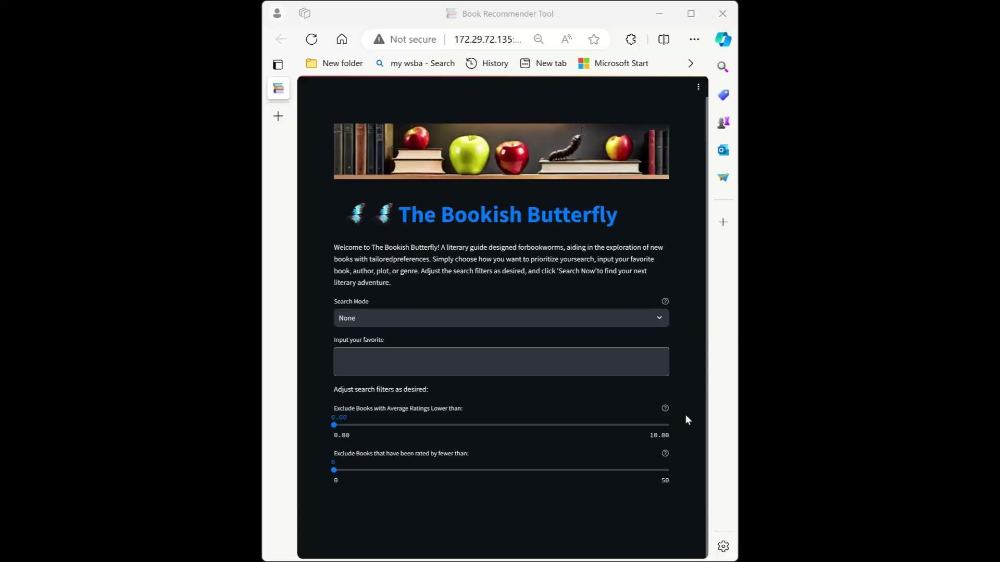 Book Recommender Tool
Not secure
172.29.72.135:...
New folder
my wsba - Search
History
New tab
Microsoft Start
The Bookish Butterfly
Welcome to The Bookish Butterfly! A literary guide designed forbookworms, aiding in the exploration of new
books with tailoredpreferences. Simply choose how you want to prioritize yoursearch, input your favorite
book, author, plot, or genre. Adjust the search filters as desired, and click 'Search Now'to find your next
literary adventure.
Search Mode
None
Input your favorite
Adjust search filters as desired:
Exclude Books with Average Ratings Lower than:
0.00
0.00 10.00
Exclude Books that have been rated by fewer than:
0
0 50